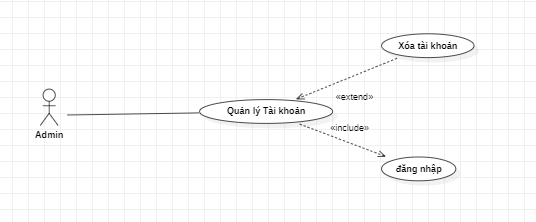 Xóa tài khoản
«extend»
Quản lý Tài khoản
Admin
«include»
đăng nhập